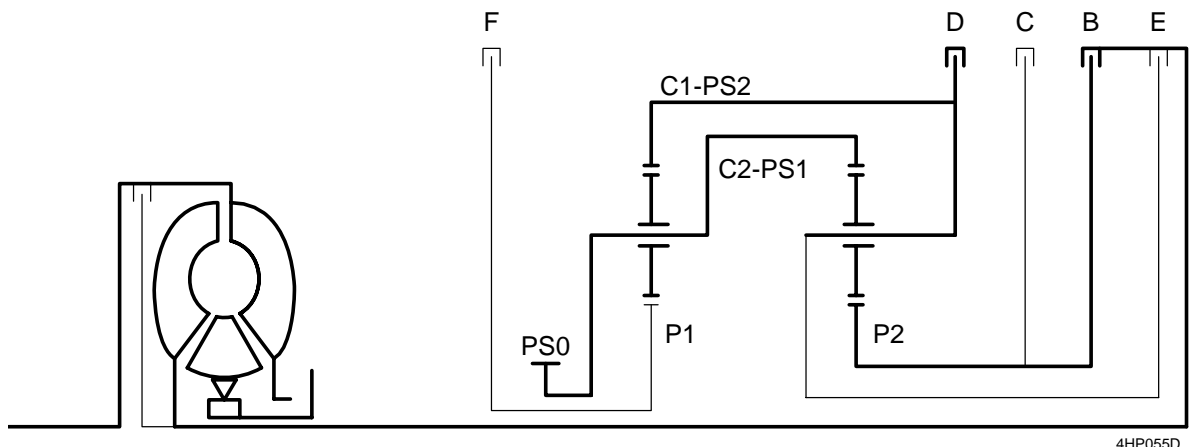 F D C B E
C1-PS2
C2-PS1
PS0 P1 P2
4HP055D